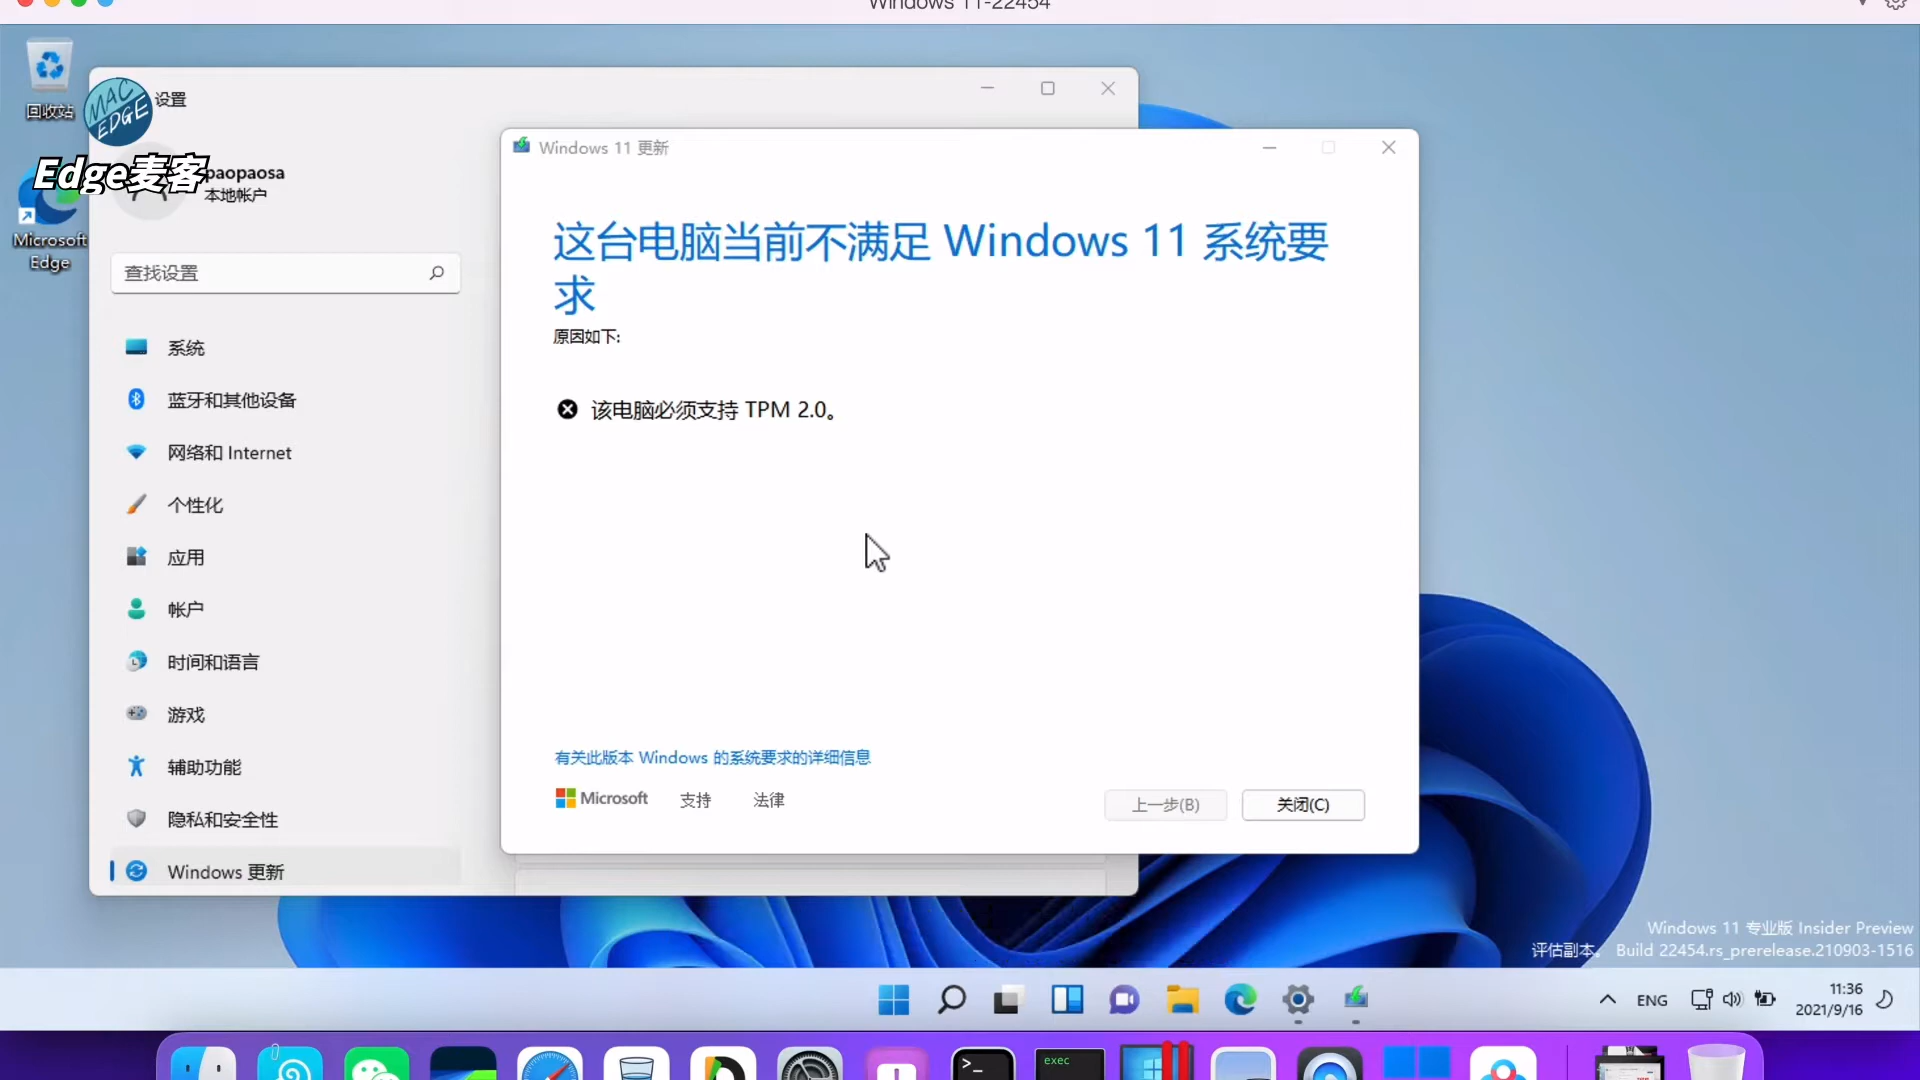 Windows 11-22454
回收站
MAC EDGE
Edge麦客
Microsoft
Edge
设置
paopaosa
本地帐户
查找设置
系统
蓝牙和其他设备
网络和 Internet
个性化
应用
帐户
时间和语言
游戏
辅助功能
隐私和安全性
Windows 更新
Windows 11 更新
这台电脑当前不满足 Windows 11 系统要
求
原因如下:
该电脑必须支持 TPM 2.0。
有关此版本 Windows 的系统要求的详细信息
Microsoft 支持 法律
上一步(B) 关闭(C)
Windows 11 专业版 Insider Preview
评估副本。 Build 22454.rs_prerelease.210903-1516
ENG
11:36
2021/9/16
>_
exec